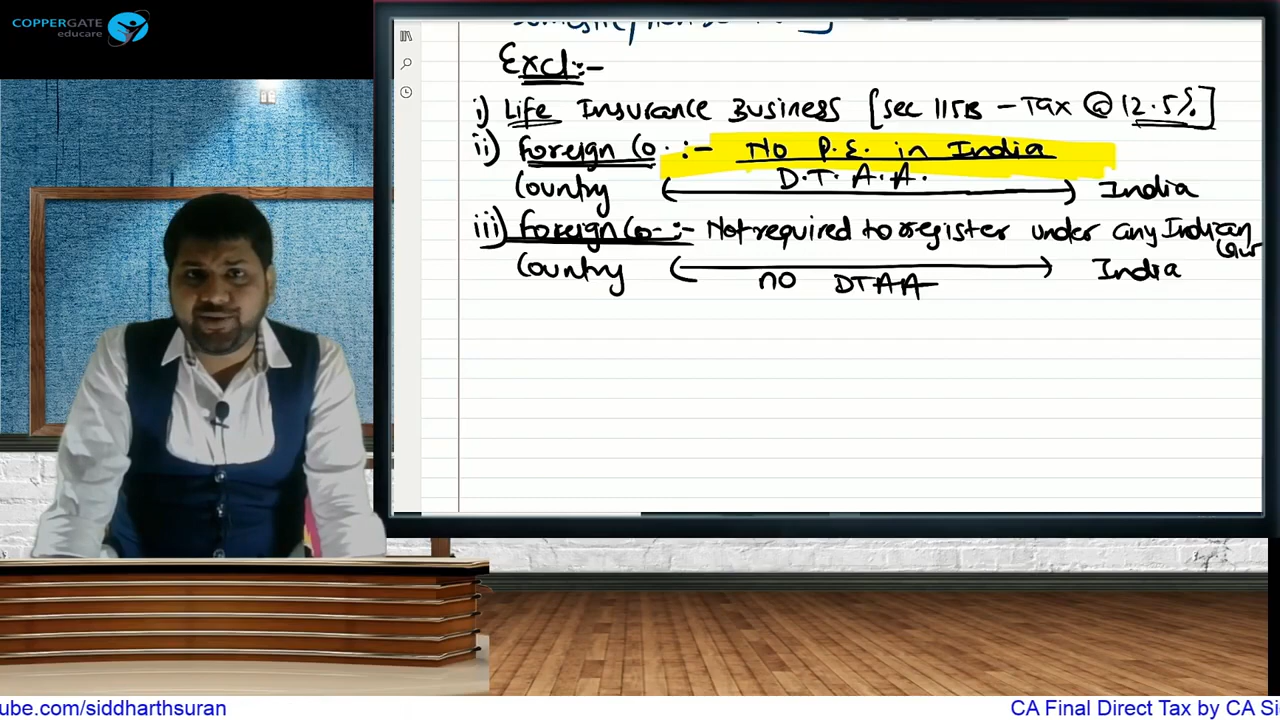 COPPERGATE
educare
Excl:-
i) Life Insurance Business [Sec 115B - Tax @ 12.5%]
ii) Foreign Co. :- No P.E. in India
Country D.T.A.A. India
iii) Foreign Co- :- Not required to register under any Indian
Country no DTAA India
ube.com/siddharthsuran
CA Final Direct Tax by CA Si